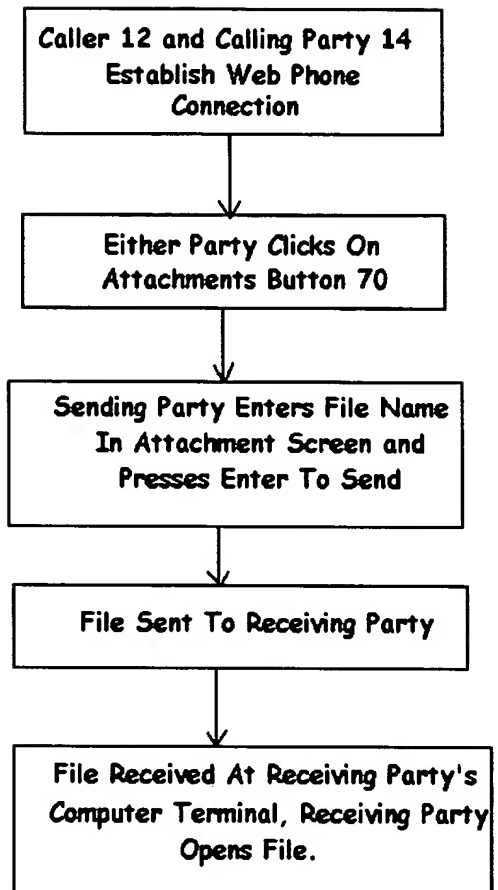 Caller 12 and Calling Party 14
Establish Web Phone
Connection
Either Party Clicks On
Attachments Button 70
Sending Party Enters File Name
In Attachment Screen and
Presses Enter To Send
File Sent To Receiving Party
File Received At Receiving Party's
Computer Terminal, Receiving Party
Opens File.